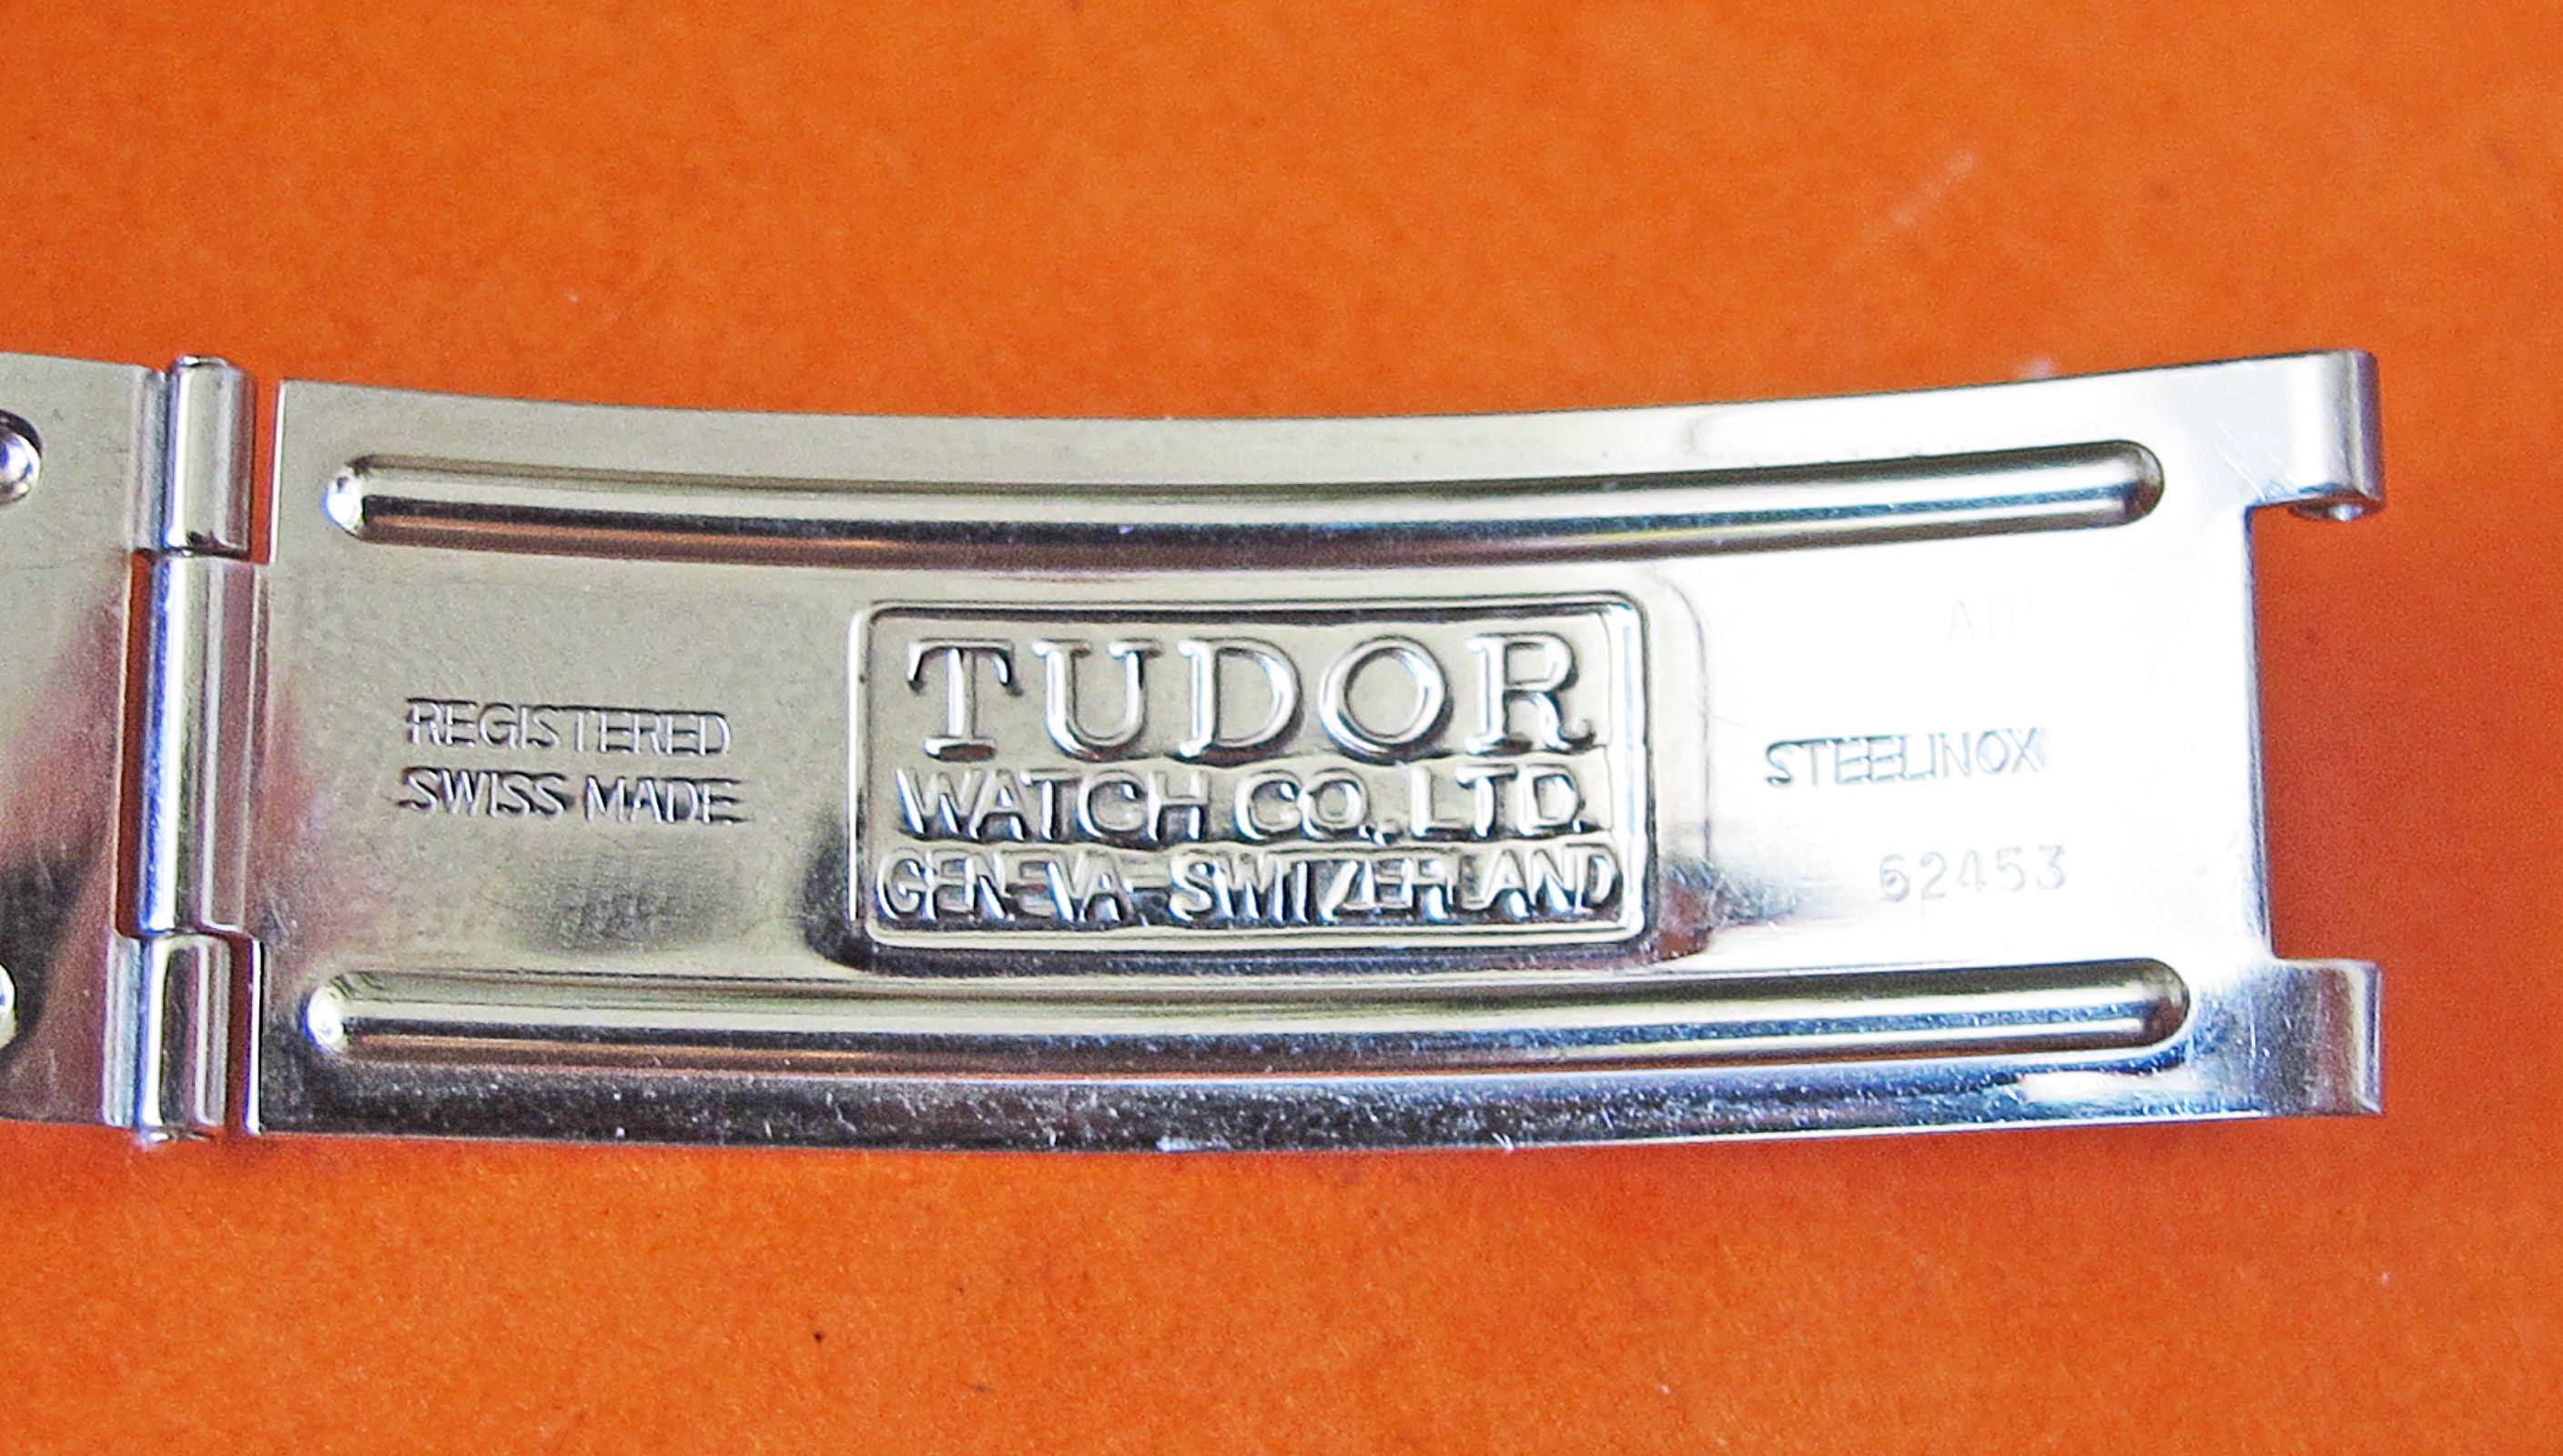 REGISTERED
SWISS MADE
TUDOR
WATCH CO. LTD.
GENEVA-SWITZERLAND
STEELINOX
62453